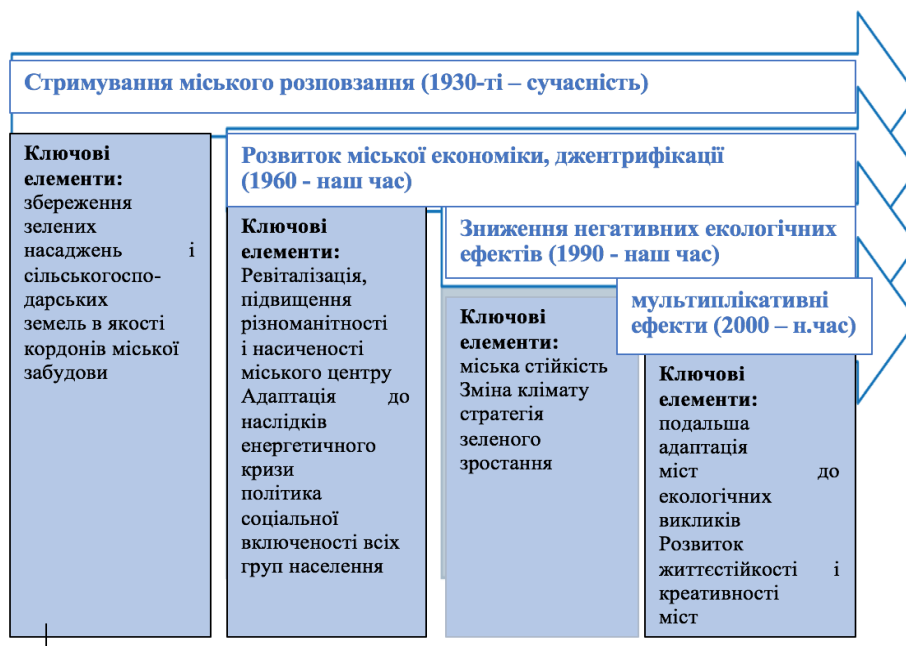 Стримування міського розповзання (1930-ті – сучасність)
Ключові
елементи:
збереження
зелених
насаджень і
сільськогоспо-
дарських
земель в якості
кордонів міської
забудови
Розвиток міської економіки, джентрифікації
(1960 - наш час)
Ключові
елементи:
Ревіталізація,
підвищення
різноманітності
і насиченості
міського центру
Адаптація до
наслідків
енергетичного
кризи
політика
соціальної
включеності всіх
груп населення
Зниження негативних екологічних
ефектів (1990 - наш час)
Ключові
елементи:
міська стійкість
Зміна клімату
стратегія
зеленого
зростання
мультиплікативні
ефекти (2000 – н.час)
Ключові
елементи:
подальша
адаптація
міст до
екологічних
викликів
Розвиток
життєстійкості і
креативності
міст